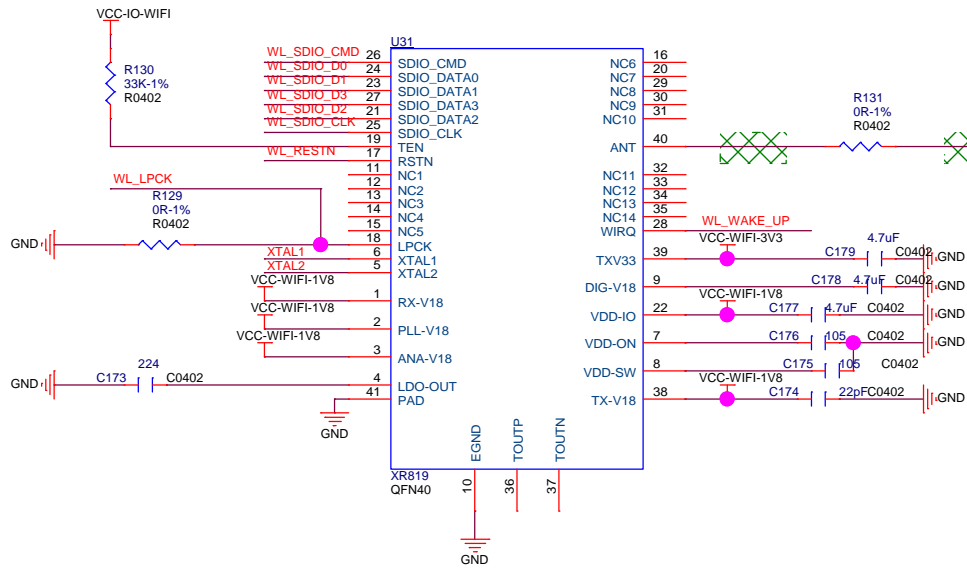 VCC-IO-WIFI
R130
33K-1%
R0402
U31
WL_SDIO_CMD 26 SDIO_CMD
WL_SDIO_D0 24 SDIO_DATA0
WL_SDIO_D1 23 SDIO_DATA1
WL_SDIO_D3 27 SDIO_DATA3
WL_SDIO_D2 21 SDIO_DATA2
WL_SDIO_CLK 25 SDIO_CLK
19 TEN
WL_RESTN 17 RSTN
11 NC1
12 NC2
13 NC3
14 NC4
15 NC5
18 LPCK
XTAL1 6 XTAL1
XTAL2 5 XTAL2
WL_LPCK
R129
0R-1%
R0402
GND
VCC-WIFI-1V8
1 RX-V18
VCC-WIFI-1V8
2 PLL-V18
VCC-WIFI-1V8
3 ANA-V18
GND C173 224 C0402 4 LDO-OUT
41 PAD
GND
NC6 16
NC7 20
NC8 29
NC9 30
NC10 31
ANT 40
R131
0R-1%
R0402
NC11 32
NC12 33
NC13 34
NC14 35
WIRQ 28 WL_WAKE_UP
VCC-WIFI-3V3
TXV33 39 C179 4.7uF C0402 GND
DIG-V18 9 C178 4.7uF C0402 GND
VCC-WIFI-1V8
VDD-IO 22 C177 4.7uF C0402 GND
VDD-ON 7 C176 105 C0402 GND
VDD-SW 8 C175 105 C0402
VCC-WIFI-1V8
TX-V18 38 C174 22pF C0402 GND
EGND 10
TOUTP 36
TOUTN 37
XR819
QFN40
GND